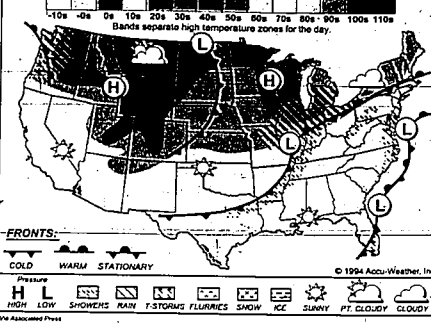 -10s -0s 0s 10s 20s 30s 40s 50s 60s 70s 80s 90s 100s 110s
Bands separate high temperature zones for the day.
L
H
H
L
L
L
FRONTS:
COLD WARM STATIONARY
© 1994 Accu-Weather, Inc
Pressure
H L
HIGH LOW SHOWERS RAIN T-STORMS FLURRIES SNOW ICE SUNNY PT. CLOUDY CLOUDY
Via Associated Press